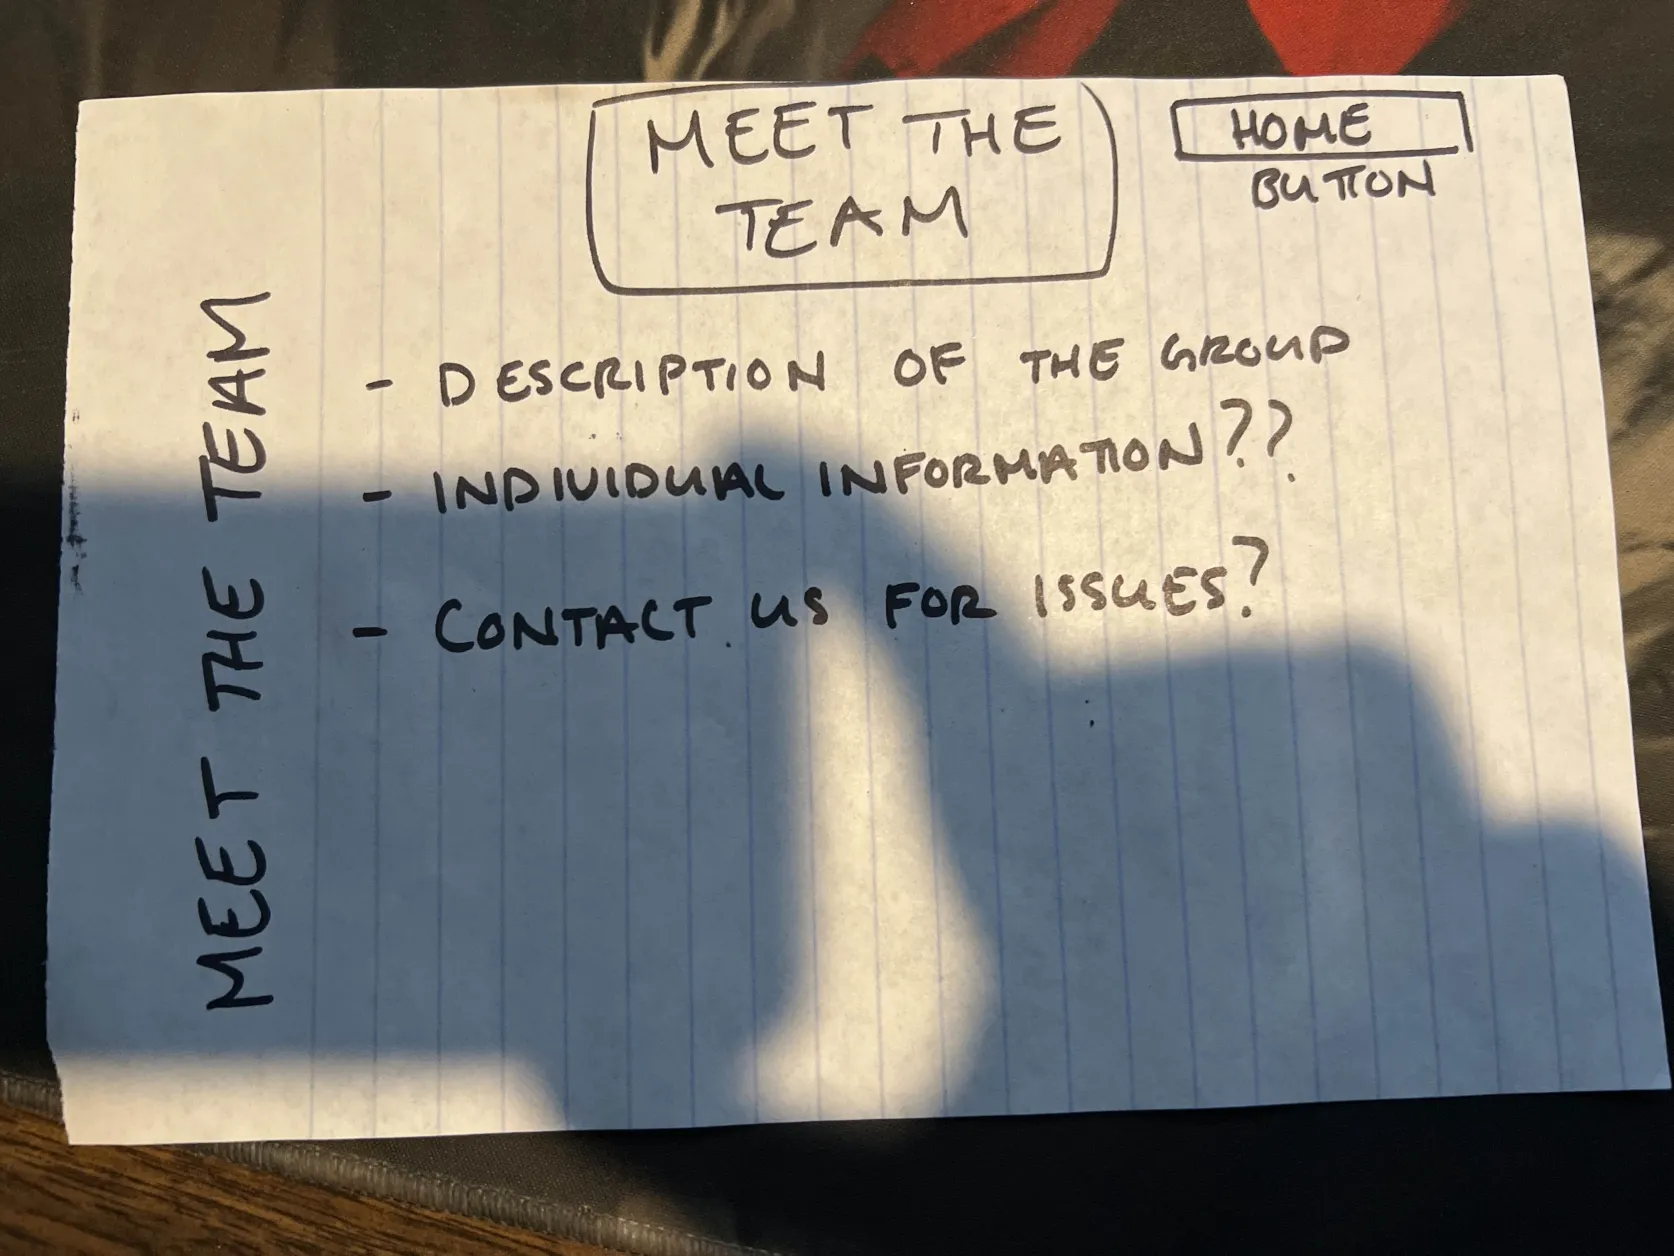 MEET THE
TEAM
HOME
BUTTON
MEET THE TEAM
- DESCRIPTION OF THE GROUP
- INDIVIDUAL INFORMATION??
- CONTACT US FOR ISSUES?